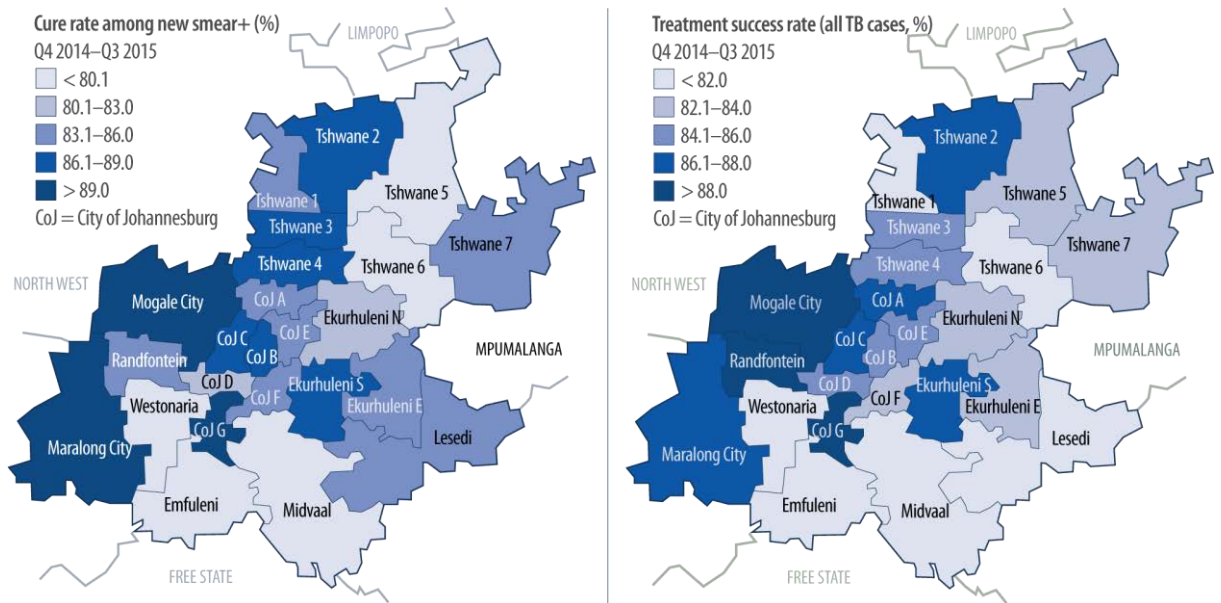 Cure rate among new smear+ (%)
Q4 2014–Q3 2015
< 80.1
80.1–83.0
83.1–86.0
86.1–89.0
> 89.0
CoJ = City of Johannesburg
LIMPOPO
Tshwane 2
Tshwane 1
Tshwane 5
Tshwane 3
Tshwane 7
Tshwane 4
Tshwane 6
NORTH WEST
Mogale City
CoJ A
Ekurhuleni N
CoJ C
CoJ E
CoJ B
MPUMALANGA
Randfontein
CoJ D
Ekurhuleni S
Westonaria
CoJ F
Ekurhuleni E
CoJ G
Lesedi
Maralong City
Emfuleni
Midvaal
FREE STATE
Treatment success rate (all TB cases, %)
Q4 2014–Q3 2015
< 82.0
82.1–84.0
84.1–86.0
86.1–88.0
> 88.0
CoJ = City of Johannesburg
LIMPOPO
Tshwane 2
Tshwane 1
Tshwane 5
Tshwane 3
Tshwane 7
Tshwane 4
Tshwane 6
NORTH WEST
Mogale City
CoJ A
Ekurhuleni N
CoJ C
CoJ E
CoJ B
MPUMALANGA
Randfontein
CoJ D
Ekurhuleni S
Westonaria
CoJ F
Ekurhuleni E
CoJ G
Lesedi
Maralong City
Emfuleni
Midvaal
FREE STATE